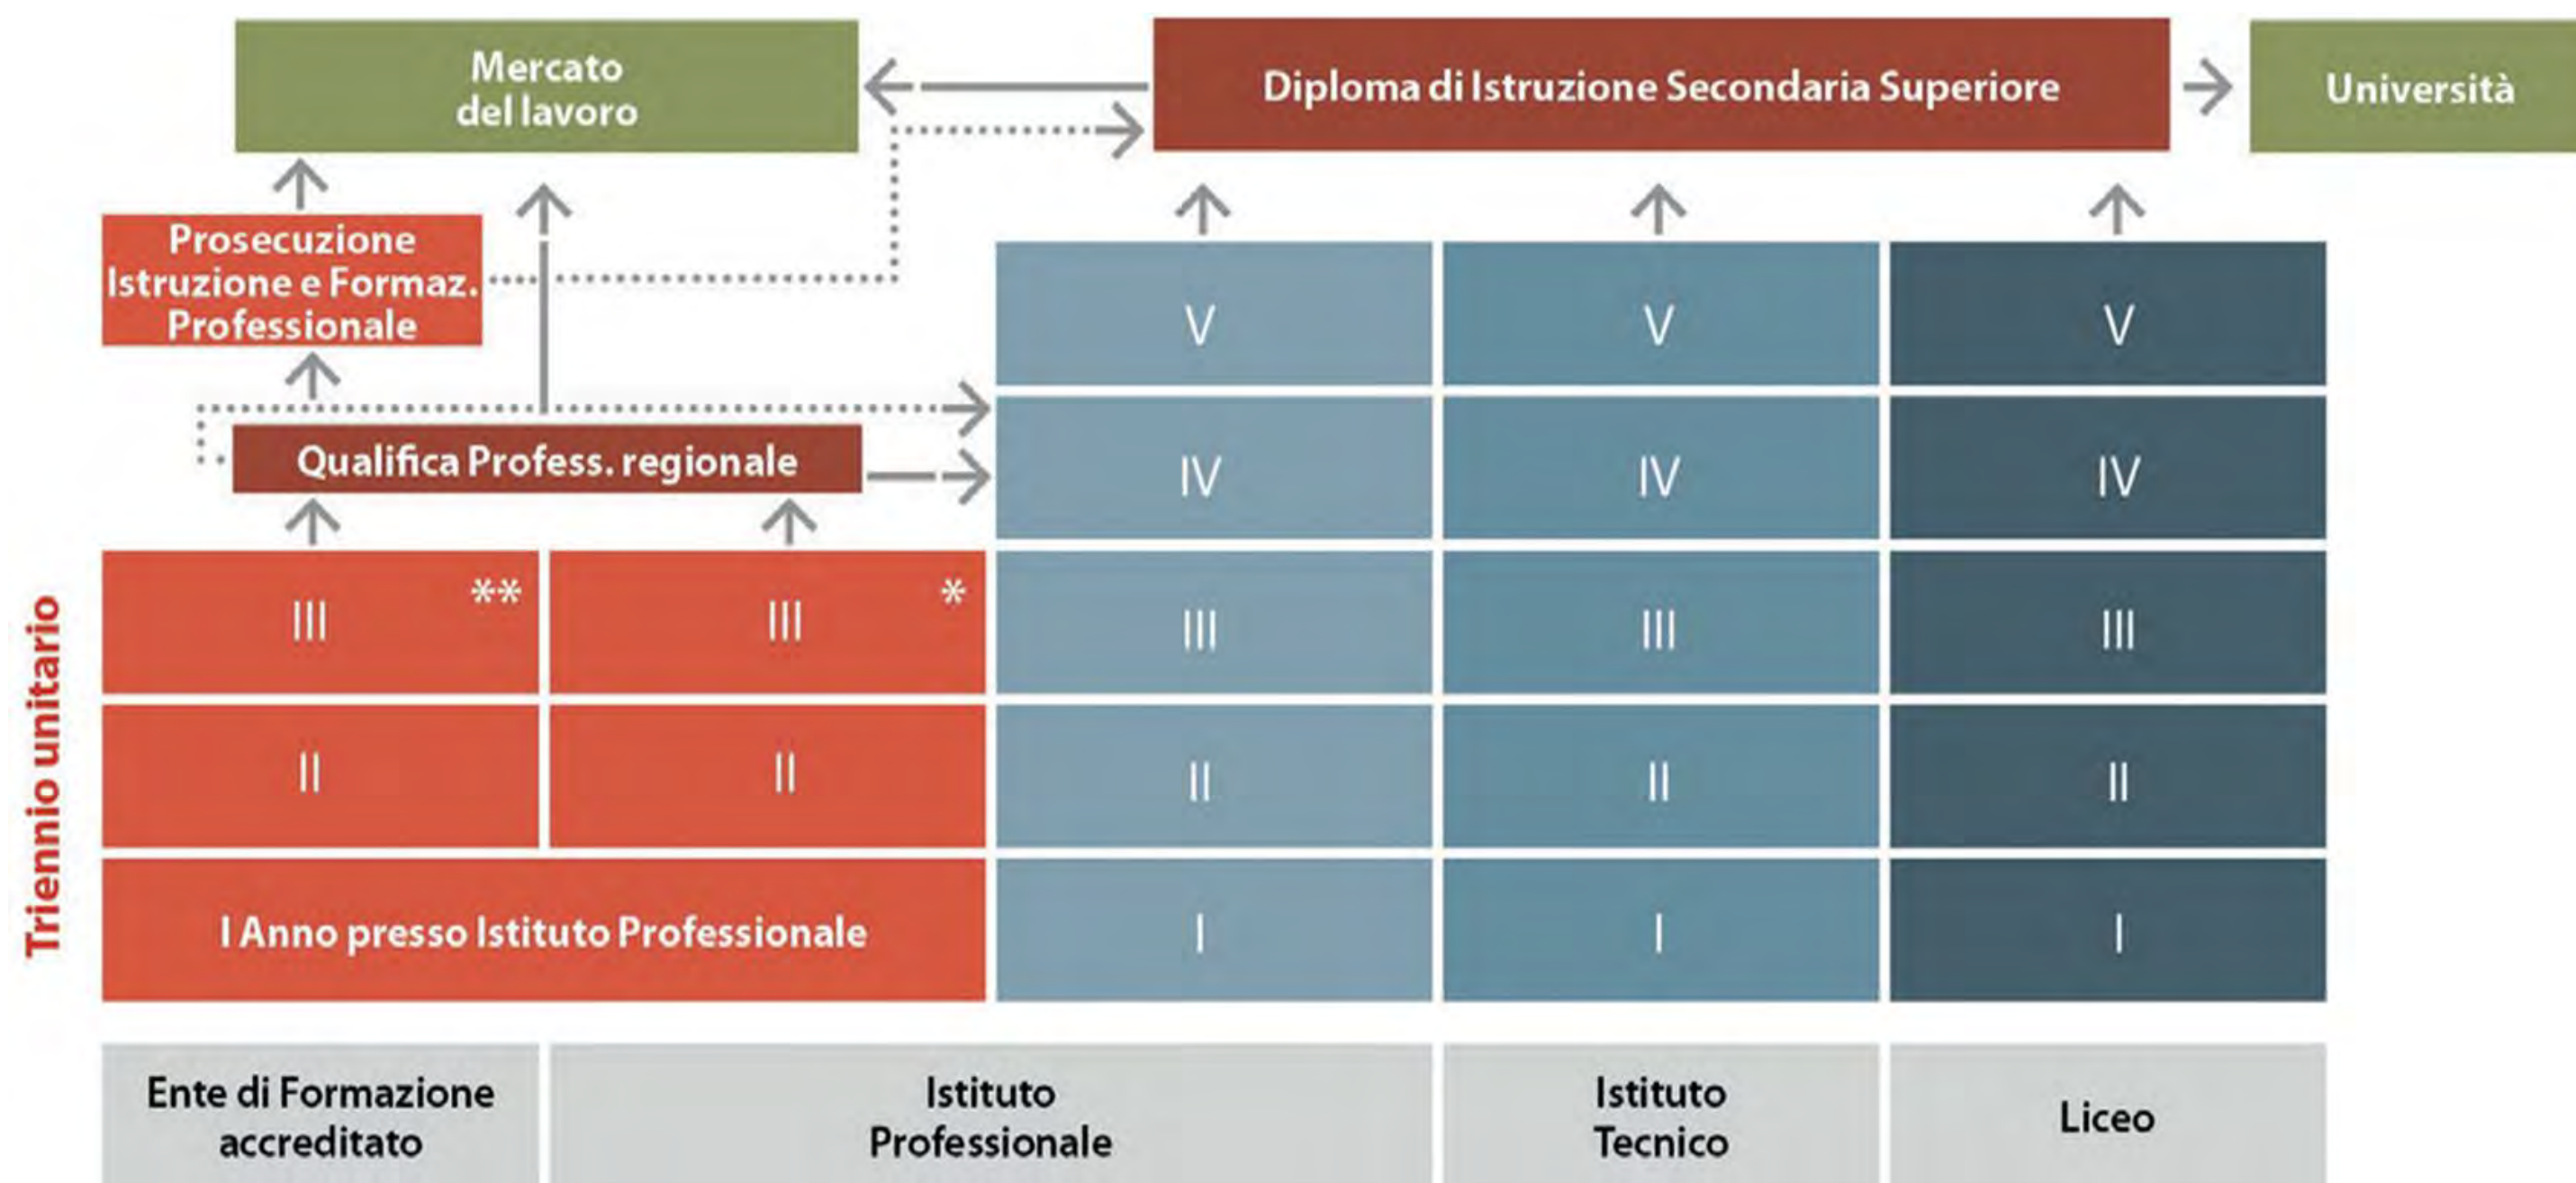 Mercato
del lavoro
Diploma di Istruzione Secondaria Superiore
Università
Prosecuzione
Istruzione e Formaz.
Professionale
V
V
V
Qualifica Profess. regionale
IV
IV
IV
III **
III *
III
III
III
II
II
II
II
II
I Anno presso Istituto Professionale
I
I
I
Triennio unitario
Ente di Formazione
accreditato
Istituto
Professionale
Istituto
Tecnico
Liceo